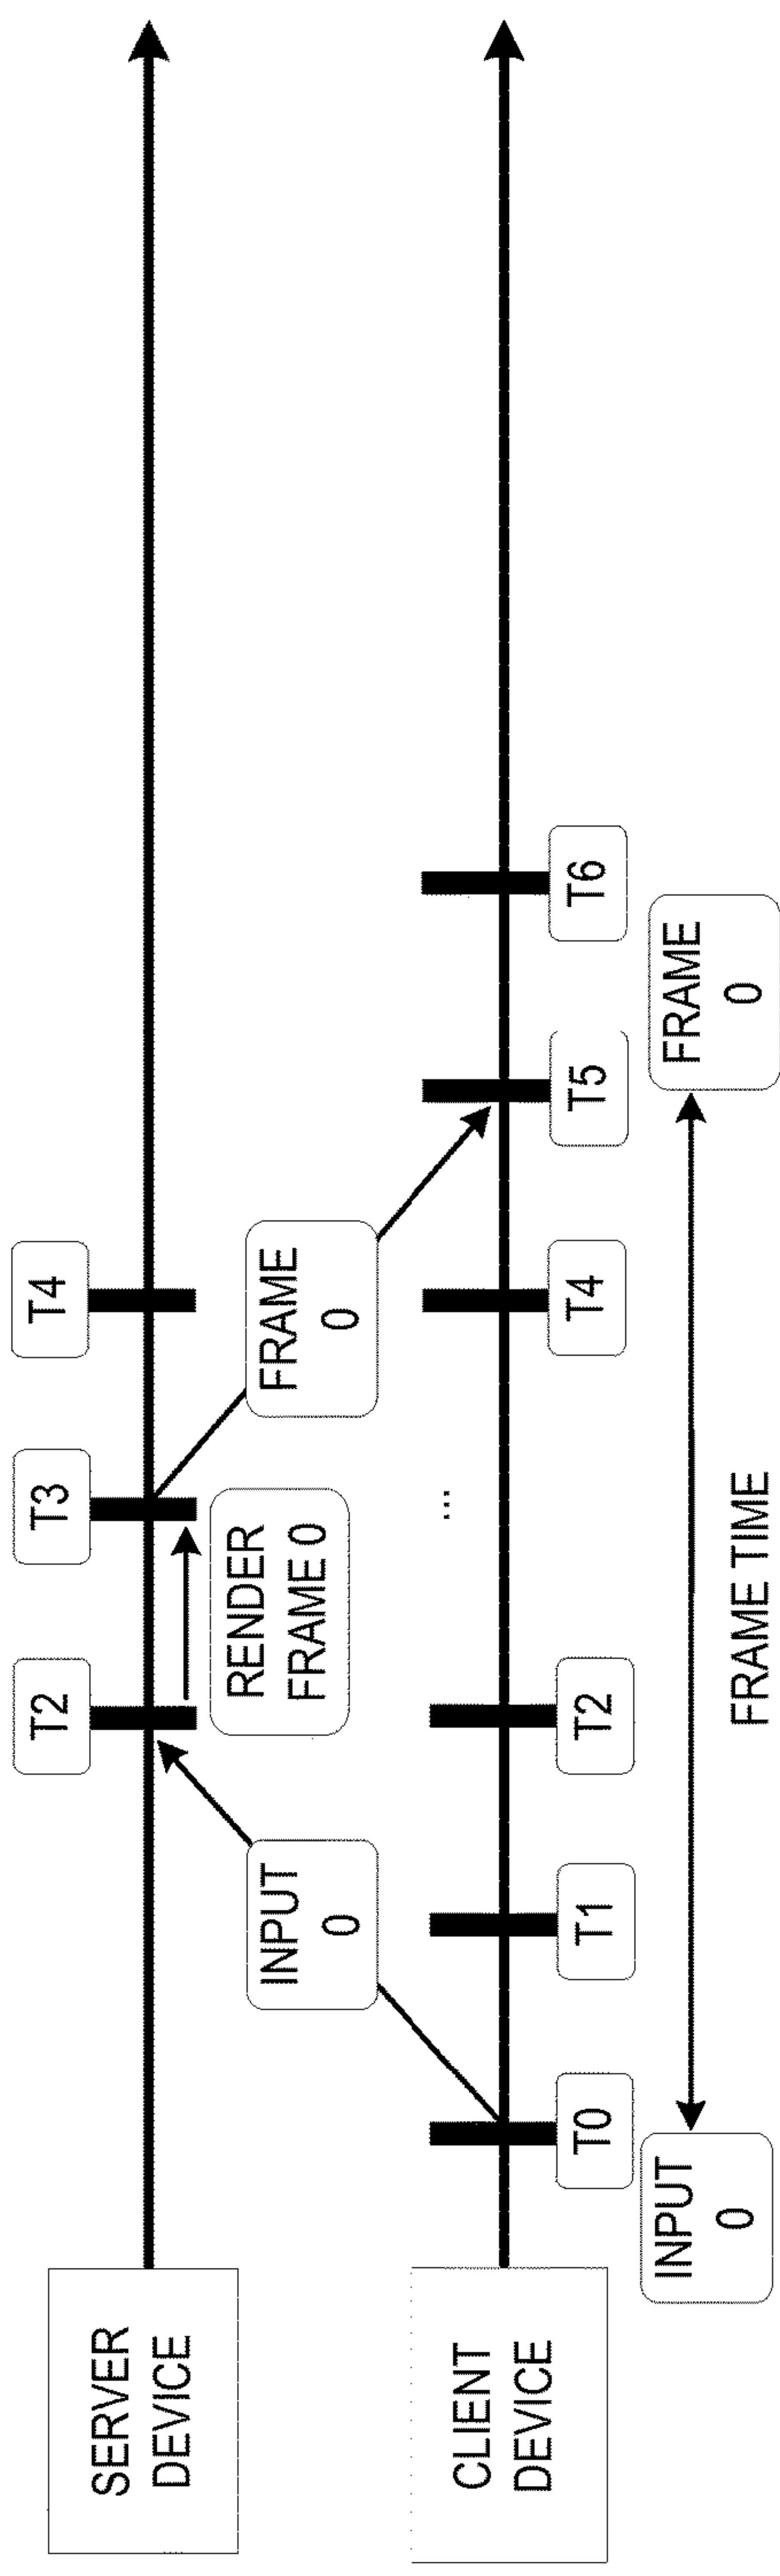 SERVER
DEVICE
T2
T3
T4
RENDER
FRAME 0
INPUT
0
FRAME
0
...
CLIENT
DEVICE
T0
T1
T2
T4
T5
T6
INPUT
0
FRAME
0
FRAME TIME